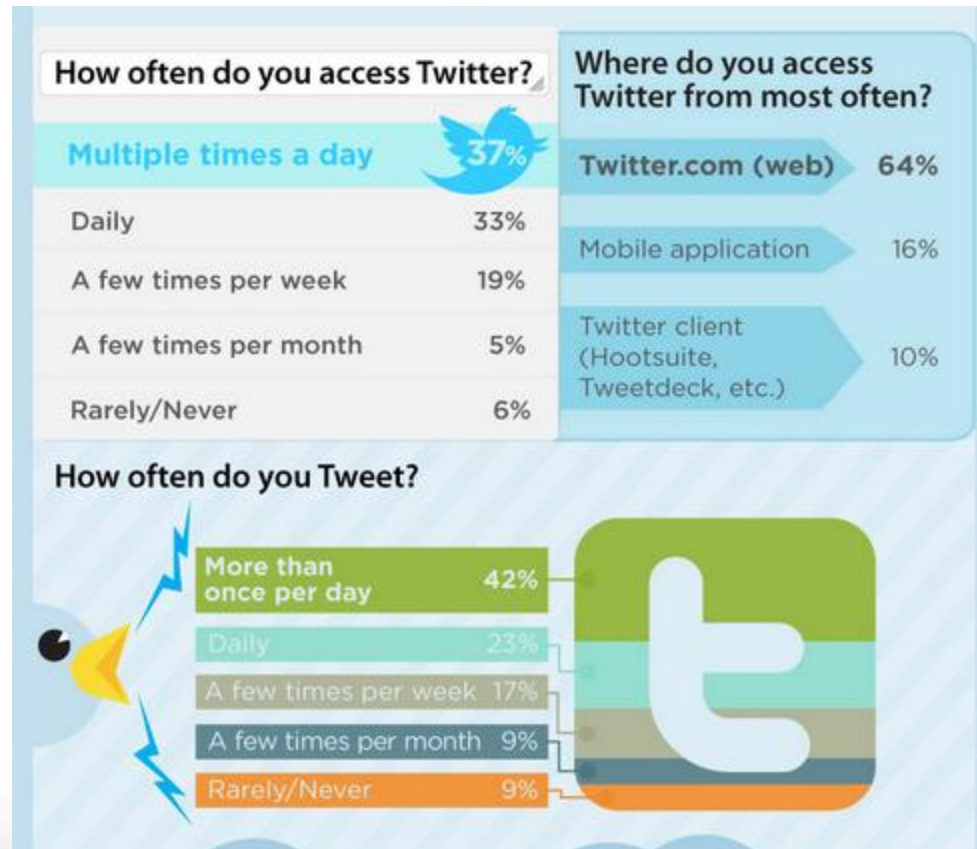 How often do you access Twitter?
Multiple times a day 37%
Daily 33%
A few times per week 19%
A few times per month 5%
Rarely/Never 6%
Where do you access
Twitter from most often?
Twitter.com (web) 64%
Mobile application 16%
Twitter client
(Hootsuite, 10%
Tweetdeck, etc.)
How often do you Tweet?
More than
once per day 42%
Daily 23%
A few times per week 17%
A few times per month 9%
Rarely/Never 9%